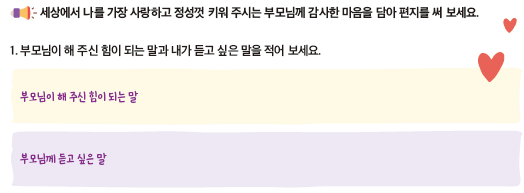 세상에서 나를 가장 사랑하고 정성껏 키워 주시는 부모님께 감사한 마음을 담아 편지를 써 보세요.
1. 부모님이 해 주신 힘이 되는 말과 내가 듣고 싶은 말을 적어 보세요.
부모님이 해 주신 힘이 되는 말
부모님께 듣고 싶은 말